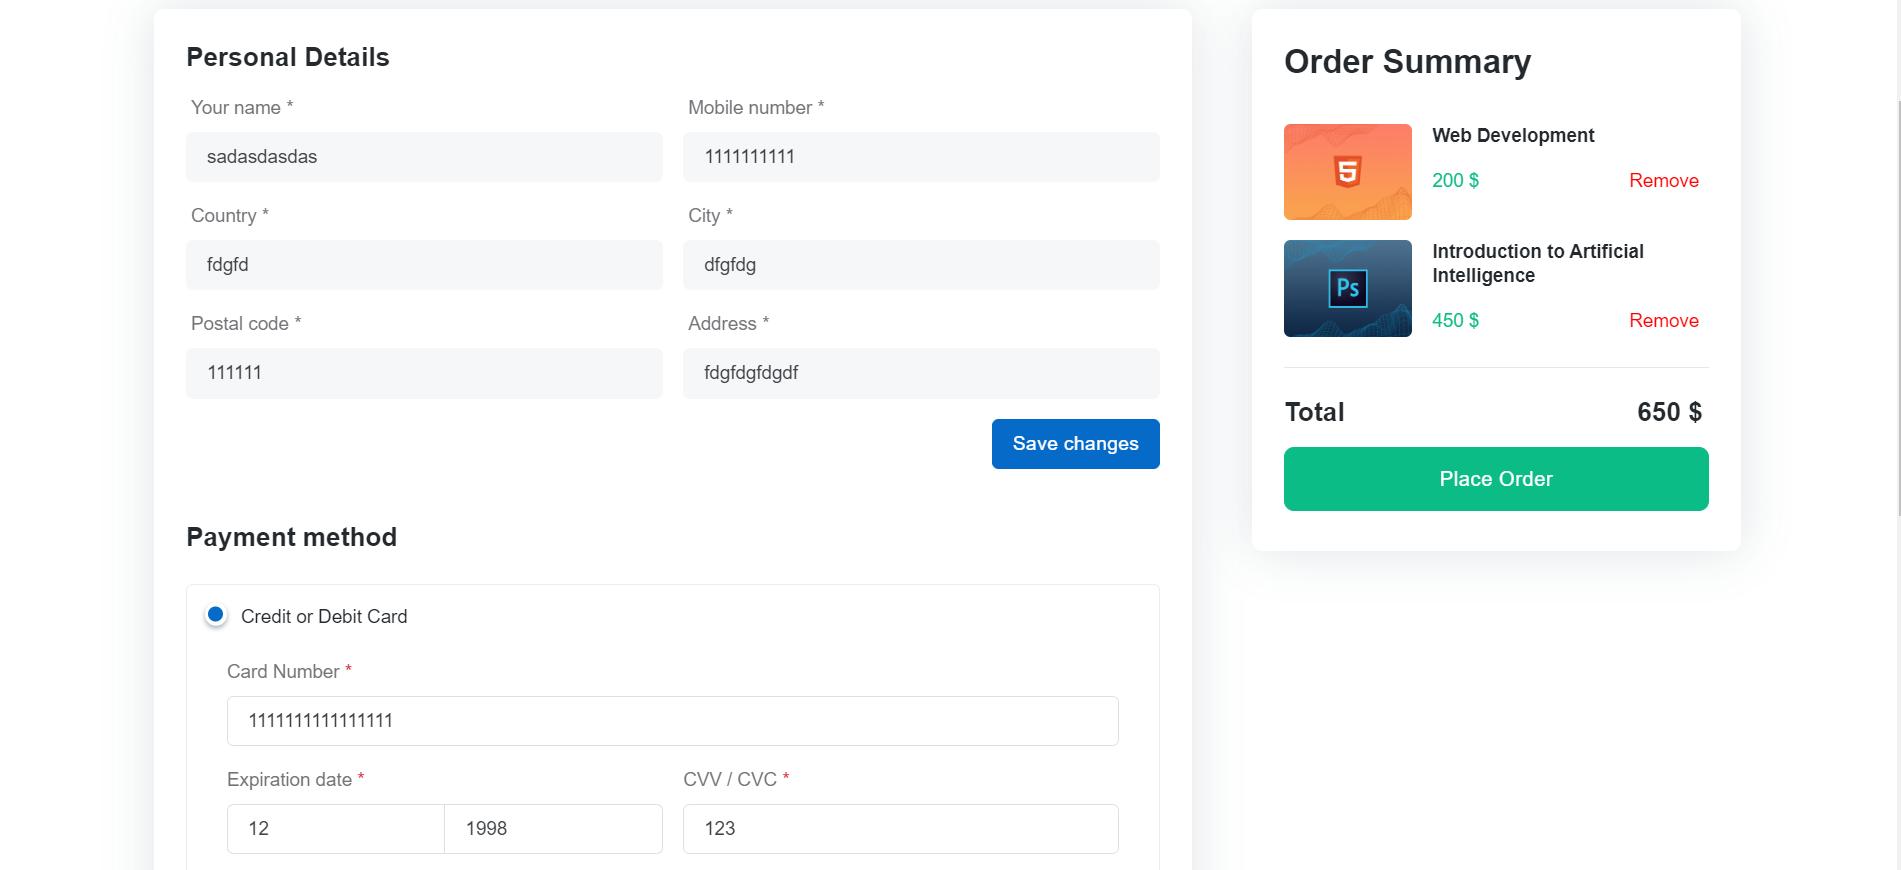 Personal Details
Your name *
Mobile number *
sadasdasdas
1111111111
Country *
City *
fdgfd
dfgfdg
Postal code *
Address *
111111
fdgfdgfdgdf
Save changes
Payment method
Credit or Debit Card
Card Number *
1111111111111111
Expiration date *
CVV / CVC *
12
1998
123
Order Summary
5
Web Development
200 $
Remove
Ps
Introduction to Artificial
Intelligence
450 $
Remove
Total
650 $
Place Order